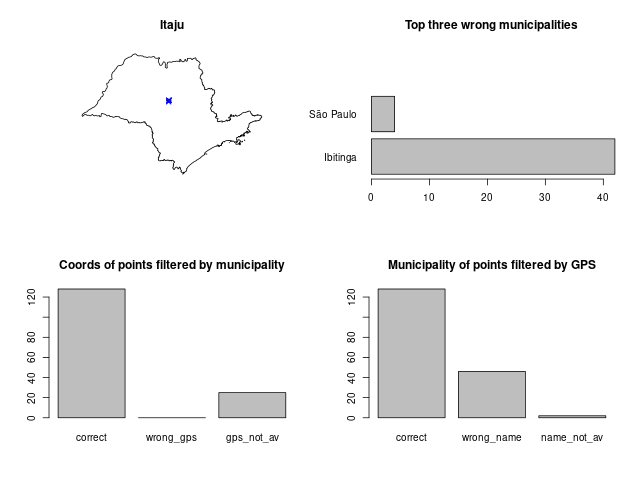 Itaju
Top three wrong municipalities
São Paulo
Ibitinga
0 10 20 30 40
Coords of points filtered by municipality
120
80
60
40
20
0
correct wrong_gps gps_not_av
Municipality of points filtered by GPS
120
80
60
40
20
0
correct wrong_name name_not_av